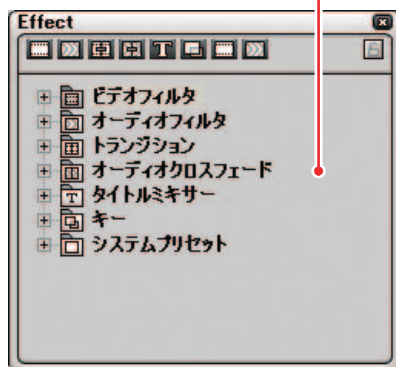 Effect
T
ビデオフィルタ
オーディオフィルタ
トランジション
オーディオクロスフェード
T タイトルミキサー
キー
システムプリセット